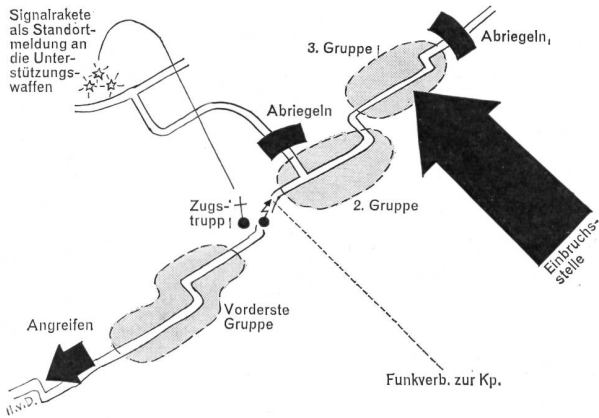 Signalrakete
als Standort-
meldung an
die Unter-
stützungs-
waffen
3. Gruppe
Abriegeln
Abriegeln
Zugs-
trupp
2. Gruppe
Einbruchs-
stelle
Vorderste
Gruppe
Angreifen
Funkverb. zur Kp.